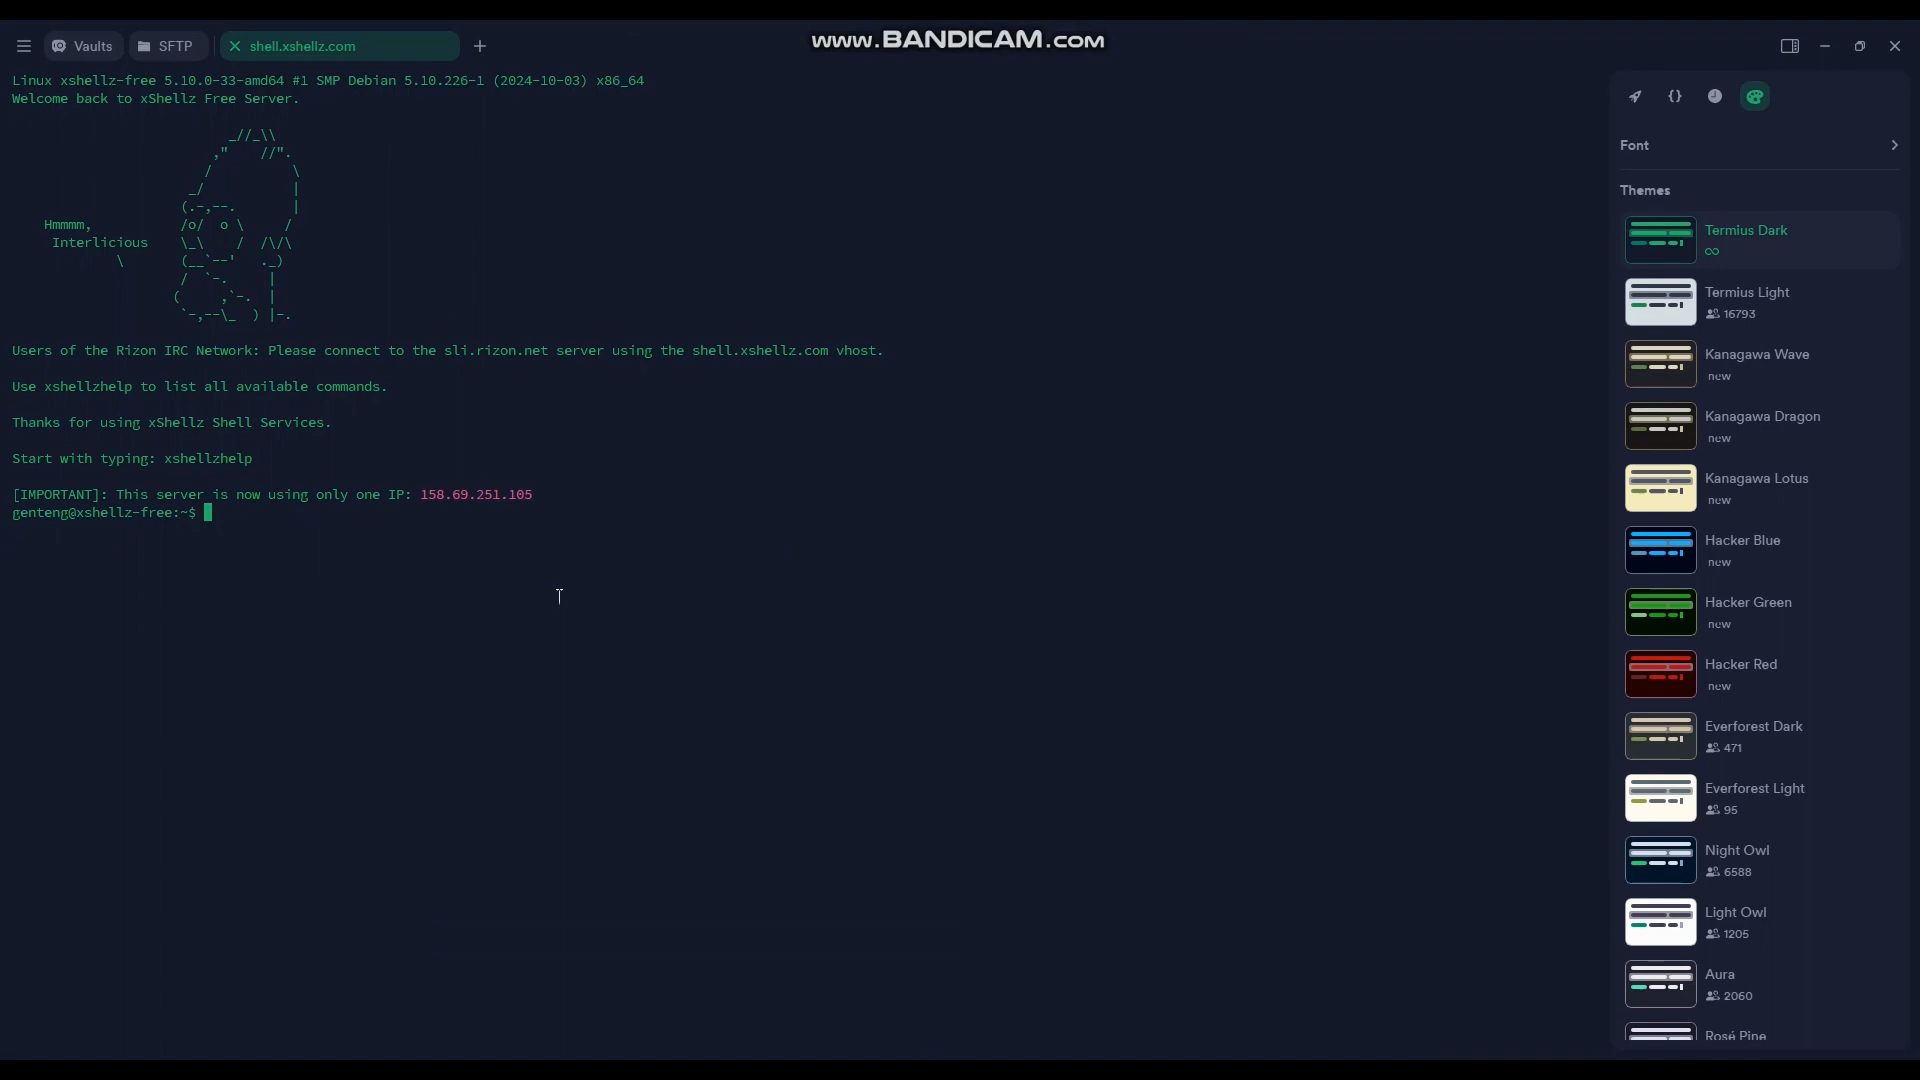 www.BANDICAM.com
Vaults
SFTP
shell.xshellz.com
Linux xshellz-free 5.10.0-33-amd64 #1 SMP Debian 5.10.226-1 (2024-10-03) x86_64
Welcome back to xShellz Free Server.
                           _//_\\
                         ,"    //".
                        /          \
                      _/           |
                     (.-,--.       |
    Hmmmm,           /o/  o \     /
     Interlicious    \_\    /  /\/\
             \       (__`--'   ._)
                     /  `-.     |
                    (     ,`-.  |
                     `-,--\_  ) |-.
Users of the Rizon IRC Network: Please connect to the sli.rizon.net server using the shell.xshellz.com vhost.
Use xshellzhelp to list all available commands.
Thanks for using xShellz Shell Services.
Start with typing: xshellzhelp
[IMPORTANT]: This server is now using only one IP: 158.69.251.105
genteng@xshellz-free:~$
{}
Font
Themes
Termius Dark
∞
Termius Light
16793
Kanagawa Wave
new
Kanagawa Dragon
new
Kanagawa Lotus
new
Hacker Blue
new
Hacker Green
new
Hacker Red
new
Everforest Dark
471
Everforest Light
95
Night Owl
6588
Light Owl
1205
Aura
2060
Rosé Pine